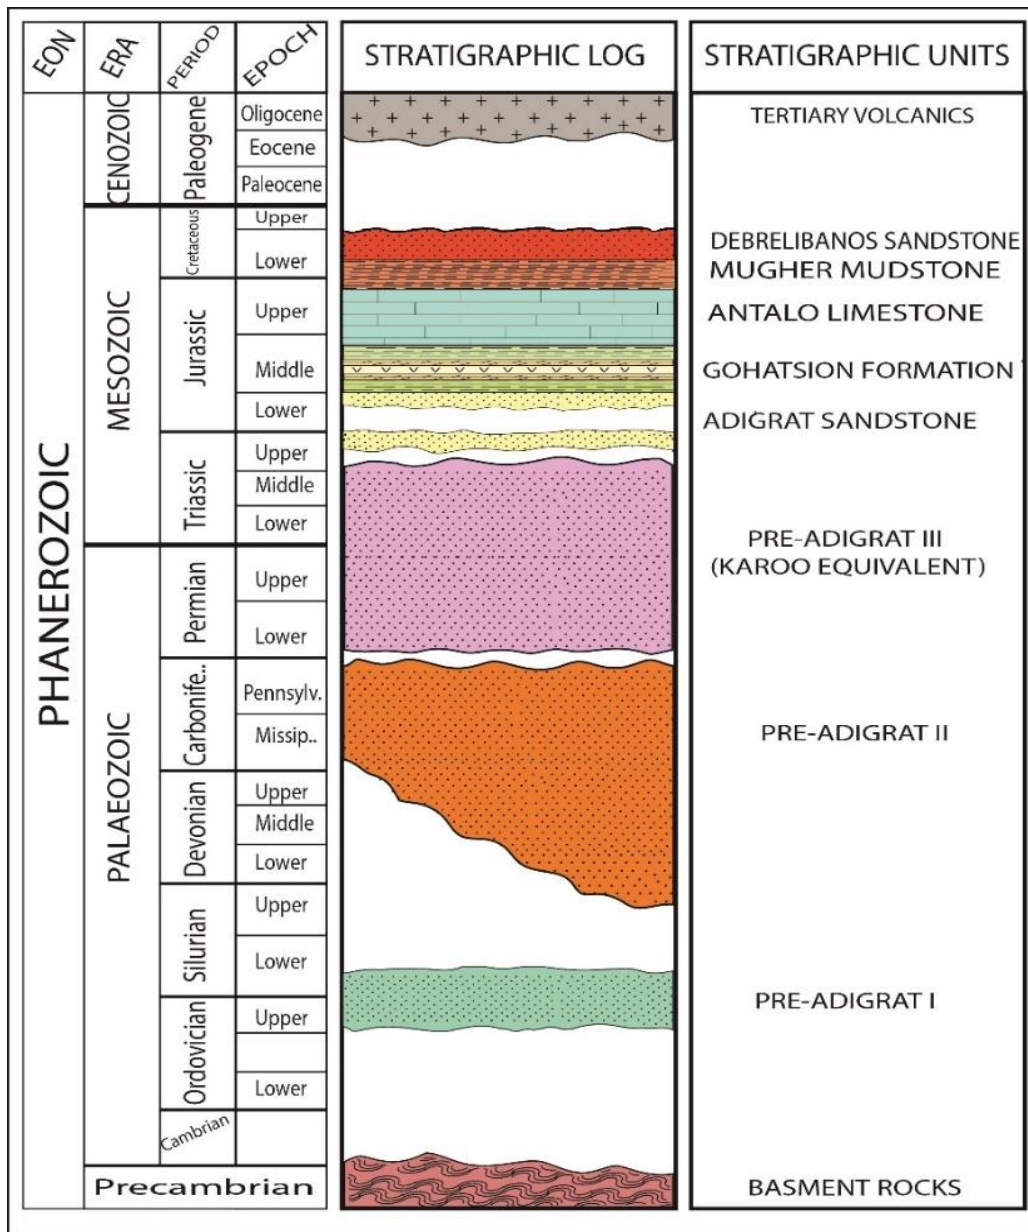 EON
ERA
PERIOD
EPOCH
STRATIGRAPHIC LOG
STRATIGRAPHIC UNITS
PHANEROZOIC
CENOZOIC
Paleogene
Oligocene
Eocene
Paleocene
TERTIARY VOLCANICS
MESOZOIC
Cretaceous
Upper
Lower
DEBRELIBANOS SANDSTONE
MUGHER MUDSTONE
Jurassic
Upper
Middle
Lower
ANTALO LIMESTONE
GOHATSION FORMATION
ADIGRAT SANDSTONE
Triassic
Upper
Middle
Lower
PRE-ADIGRAT III
(KAROO EQUIVALENT)
PALAEOZOIC
Permian
Upper
Lower
Carbonife..
Pennsylv.
Missip..
PRE-ADIGRAT II
Devonian
Upper
Middle
Lower
Silurian
Upper
Lower
PRE-ADIGRAT I
Ordovician
Upper
Lower
Cambrian
Precambrian
BASMENT ROCKS